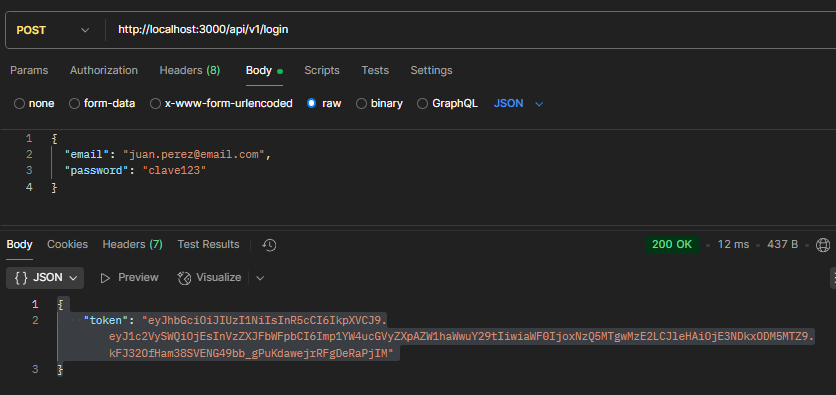 POST http://localhost:3000/api/v1/login
Params Authorization Headers (8) Body Scripts Tests Settings
none form-data x-www-form-urlencoded raw binary GraphQL JSON
1 {
2 "email": "juan.perez@email.com",
3 "password": "clave123"
4 }
Body Cookies Headers (7) Test Results 200 OK 12 ms 437 B
{} JSON Preview Visualize
1 {
2 "token": "eyJhbGciOiJIUzI1NiIsInR5cCI6IkpXVCJ9.
eyJ1c2VySWQiOjEsInVzZXJFbWFpbCI6Imp1YW4ucGVyZXpAZW1haWwuY29tIiwiaWF0IjoxNzQ5MTgwMzE2LCJleHAiOjE3NDkxODM5MTZ9.
kFJ32OfHam38SVENG49bb_gPuKdawejrRFgDeRaPjIM"
3 }